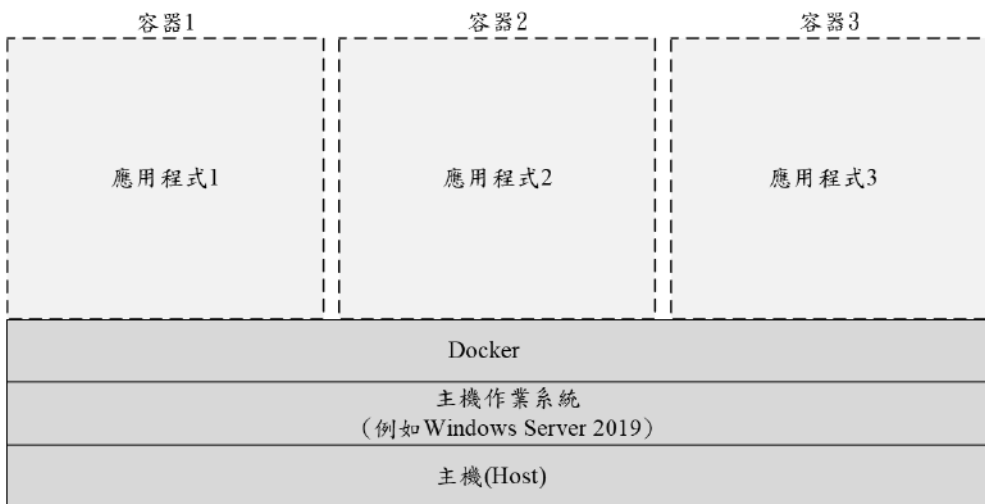 容器1
容器2
容器3
應用程式1
應用程式2
應用程式3
Docker
主機作業系統
（例如Windows Server 2019）
主機(Host)